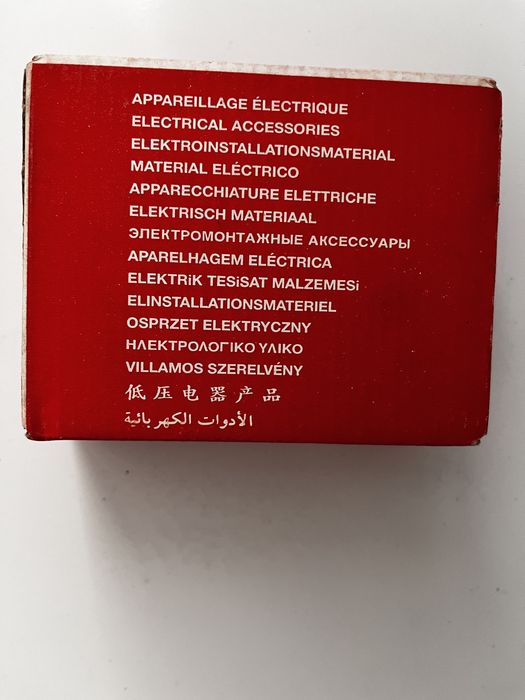 APPAREILLAGE ÉLECTRIQUE
ELECTRICAL ACCESSORIES
ELEKTROINSTALLATIONSMATERIAL
MATERIAL ELÉCTRICO
APPARECCHIATURE ELETTRICHE
ELEKTRISCH MATERIAAL
ЭЛЕКТРОМОНТАЖНЫЕ АКСЕССУАРЫ
APARELHAGEM ELÉCTRICA
ELEKTRiK TESiSAT MALZEMESi
ELINSTALLATIONSMATERIEL
OSPRZET ELEKTRYCZNY
ΗΛΕΚΤΡΟΛΟΓΙΚΟ ΥΛΙΚΟ
VILLAMOS SZERELVÉNY
低压电器产品
الأدوات الكهربائية